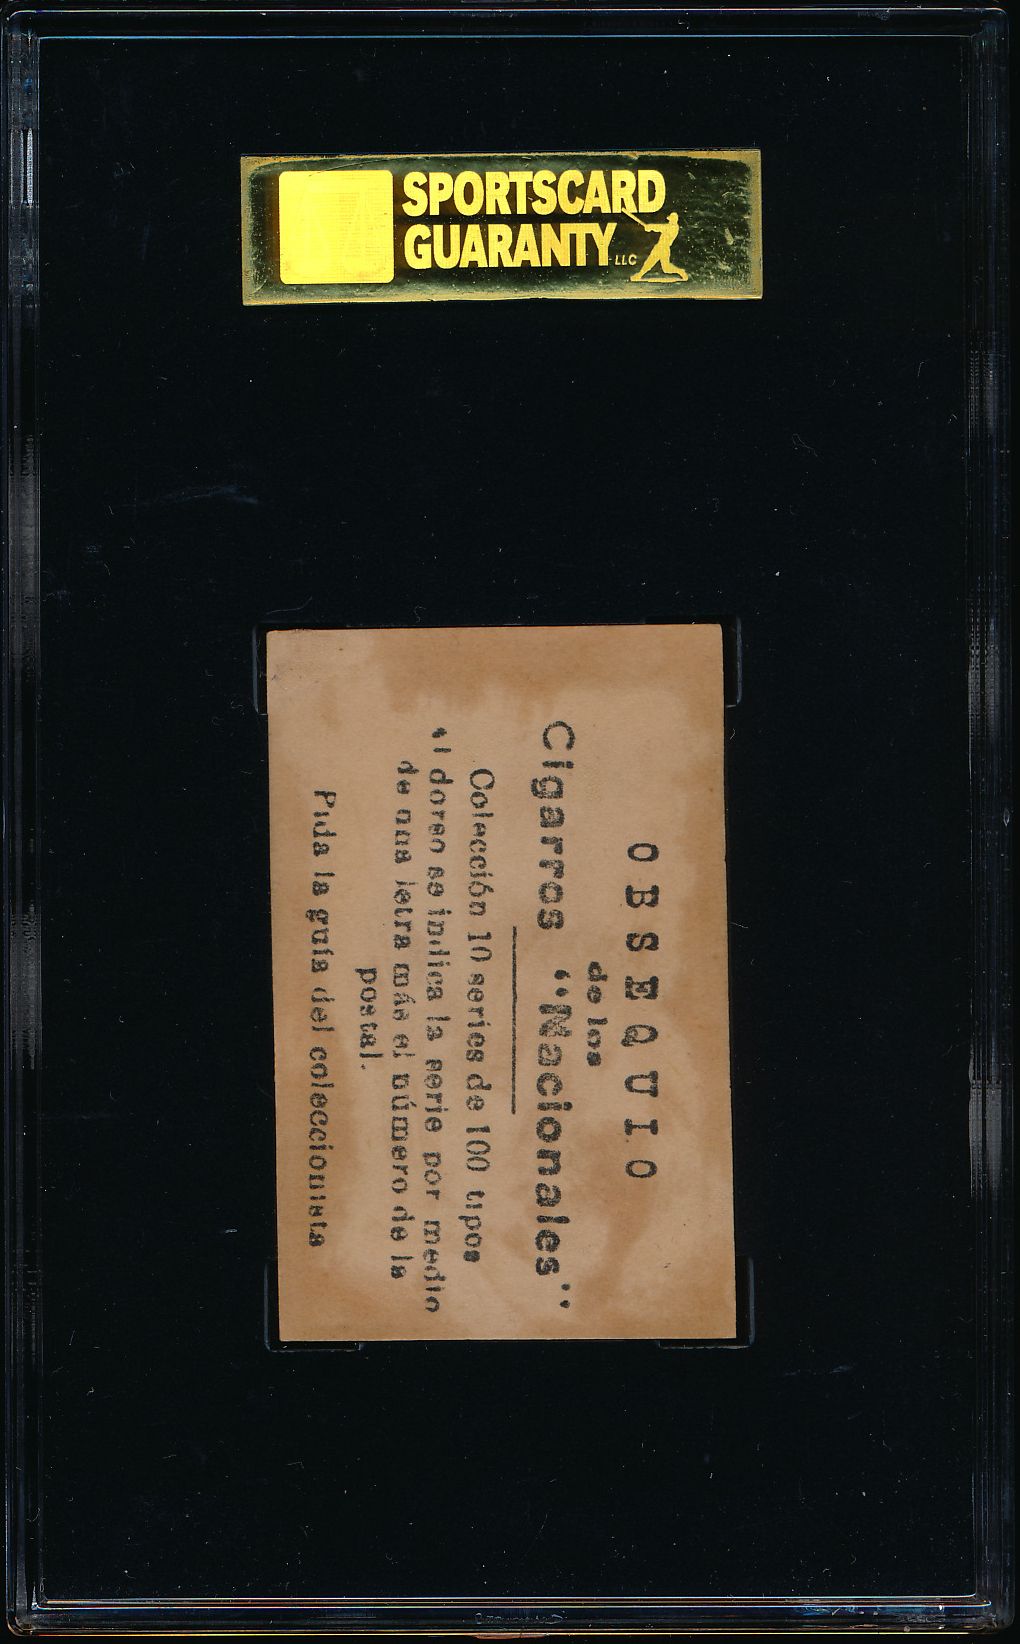 SPORTSCARD
GUARANTY LLC
OBSEQUIO
de los
Cigarros "Nacionales"
Colección 10 series de 100 tipos
al dorso se indica la serie por medio
de una letra más el número de la
postal.
Pida la guía del coleccionista